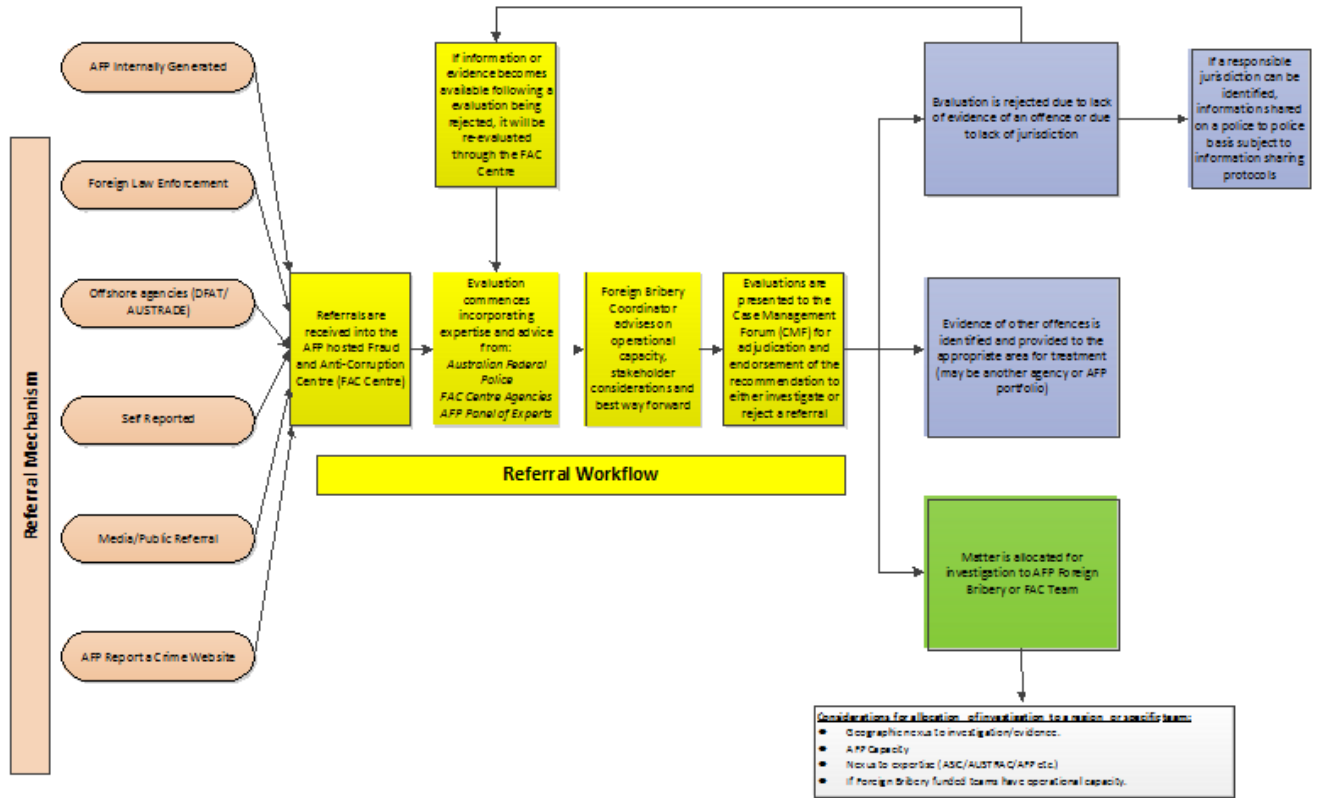 Referral Mechanism
AFP Internally Generated
Foreign Law Enforcement
Offshore agencies (DFAT/
AUSTRADE)
Self Reported
Media/Public Referral
AFP Report a Crime Website
Referrals are
received into the
AFP hosted Fraud
and Anti-Corruption
Centre (FAC Centre)
If information or
evidence becomes
available following a
evaluation being
rejected, it will be
re-evaluated
through the FAC
Centre
Evaluation
commences
incorporating
expertise and advice
from:
Australian Federal
Police
FAC Centre Agencies
AFP Panel of Experts
Foreign Bribery
Coordinator
advises on
operational
capacity,
stakeholder
considerations and
best way forward
Evaluations are
presented to the
Case Management
Forum (CMF) for
adjudication and
endorsement of the
recommendation to
either investigate or
reject a referral
Referral Workflow
Evaluation is rejected due to lack
of evidence of an offence or due
to lack of jurisdiction
If a responsible
jurisdiction can be
identified,
information shared
on a police to police
basis subject to
information sharing
protocols
Evidence of other offences is
identified and provided to the
appropriate area for treatment
(may be another agency or AFP
portfolio)
Matter is allocated for
investigation to AFP Foreign
Bribery or FAC Team
Considerations for allocation of investigation to a region or specific team:
● Geographic nexus to investigation/evidence.
● AFP Capacity
● Nexus to expertise (ASIC/AUSTRAC/AFP etc.)
● If Foreign Bribery funded teams have operational capacity.